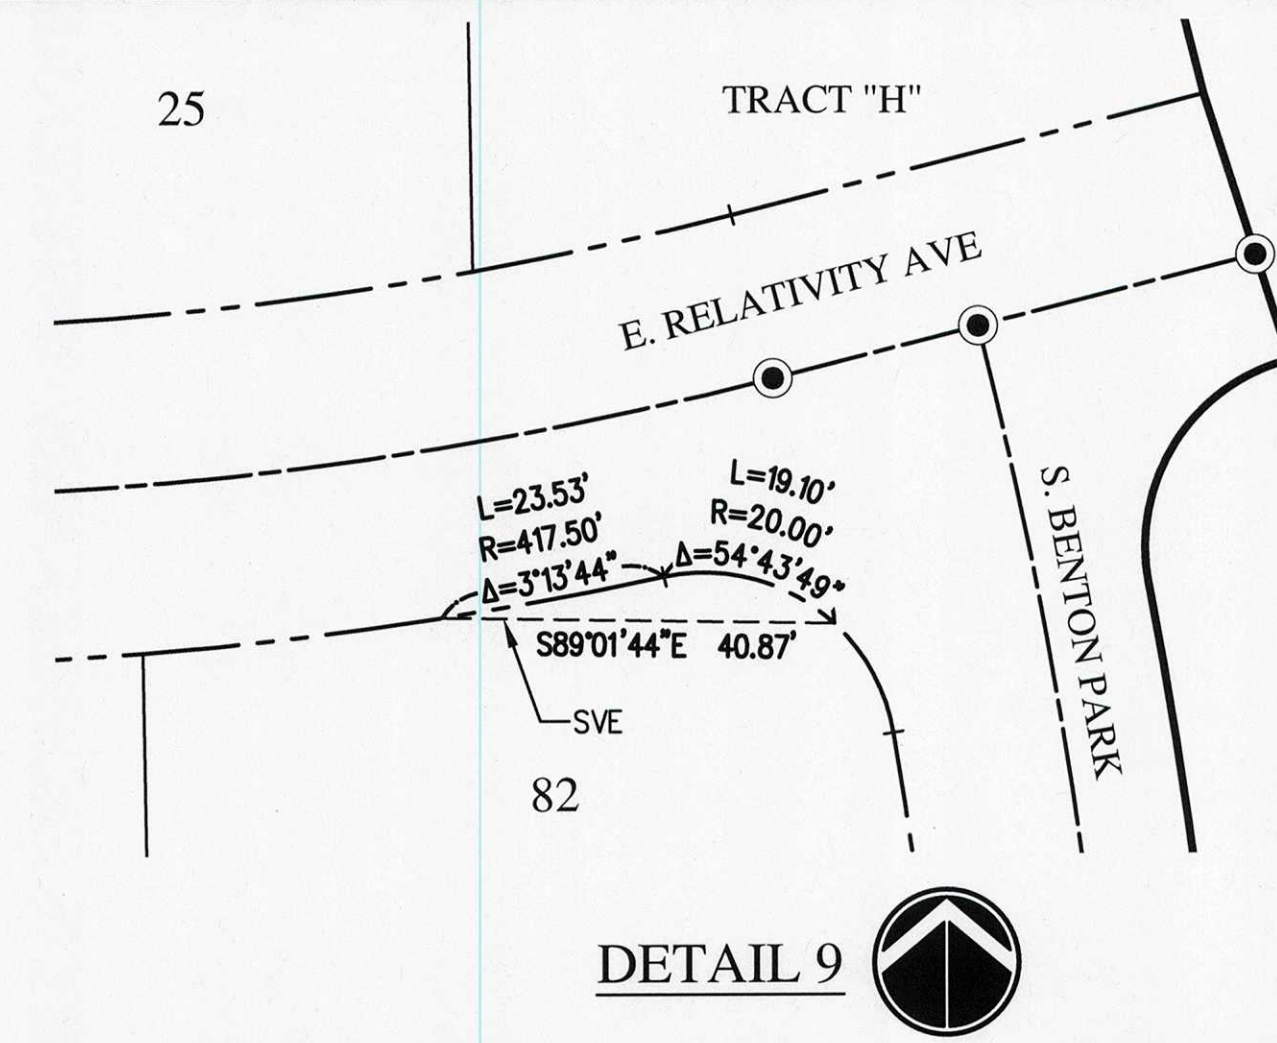 25
TRACT "H"
E. RELATIVITY AVE
L=23.53'
R=417.50'
Δ=3°13'44"
L=19.10'
R=20.00'
Δ=54°43'49"
S89°01'44"E 40.87'
SVE
S. BENTON PARK
82
DETAIL 9